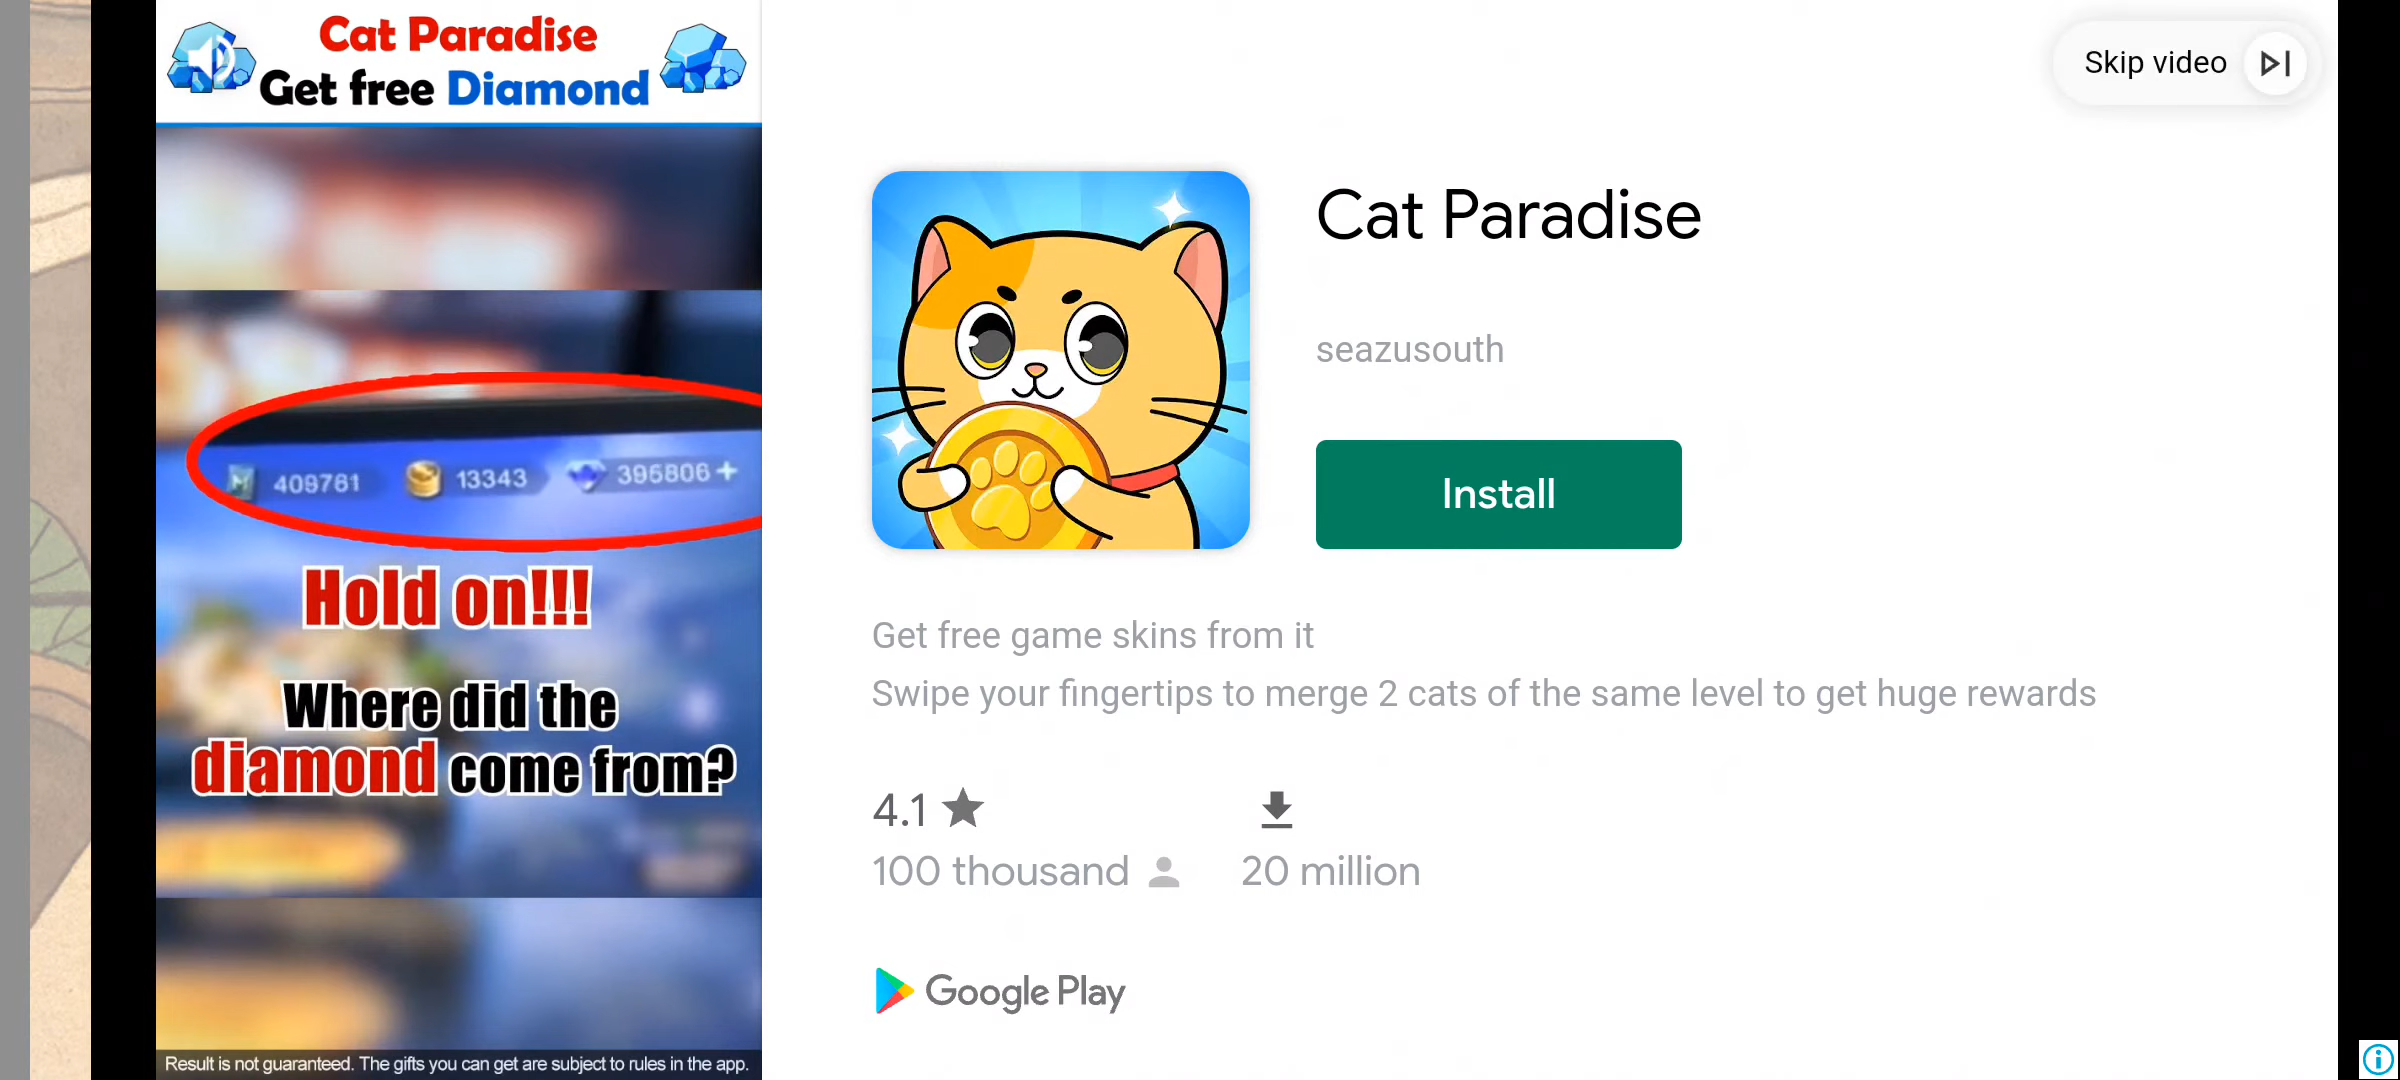 Cat Paradise
Get free Diamond
409761
13343
395806 +
Hold on!!!
Where did the
diamond come from?
Result is not guaranteed. The gifts you can get are subject to rules in the app.
Skip video
Cat Paradise
seazusouth
Install
Get free game skins from it
Swipe your fingertips to merge 2 cats of the same level to get huge rewards
4.1
100 thousand
20 million
Google Play